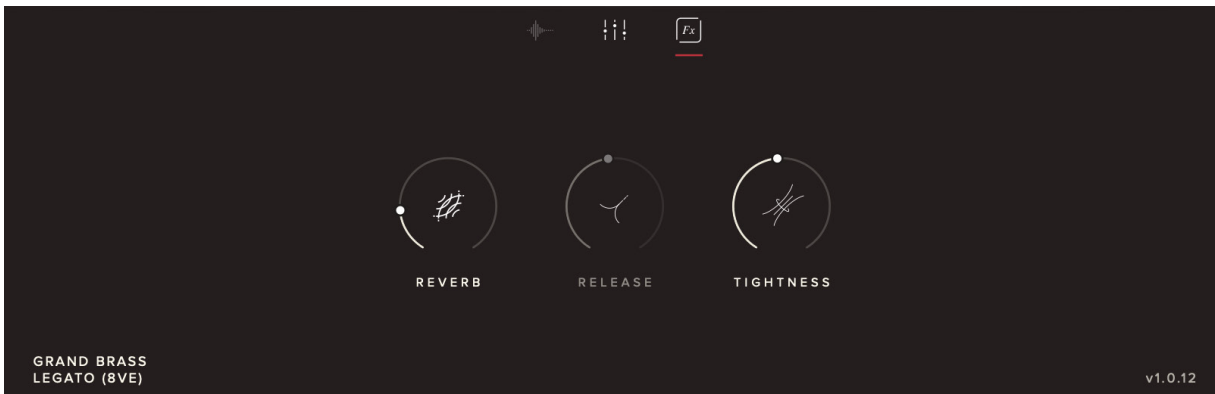 Fx
REVERB
RELEASE
TIGHTNESS
GRAND BRASS
LEGATO (8VE)
v1.0.12